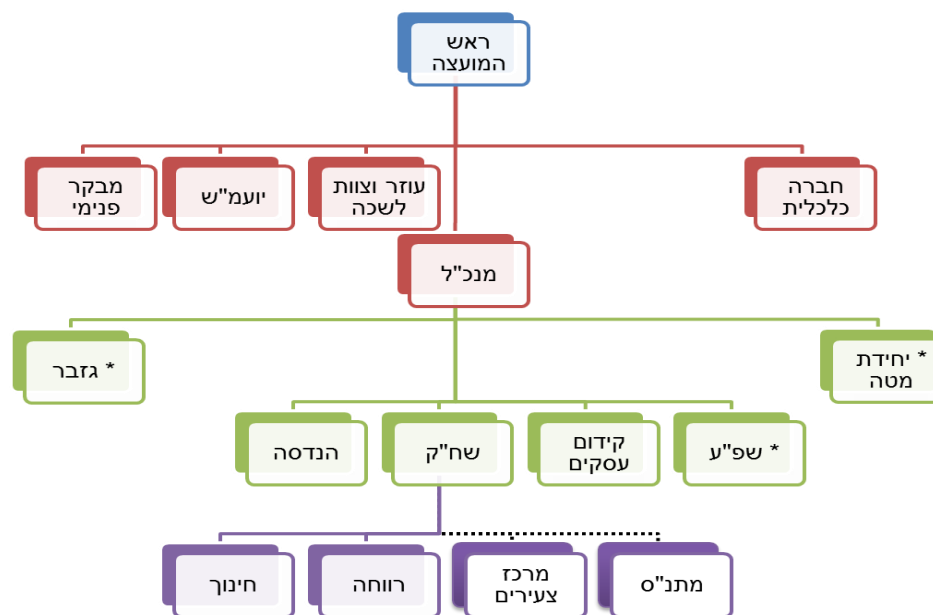 ראש
המועצה
חברה
כלכלית
עוזר וצוות
לשכה
יועמ"ש
מבקר
פנימי
מנכ"ל
* יחידת
מטה
* גזבר
* שפ"ע
קידום
עסקים
שח"ק
הנדסה
מתנ"ס
מרכז
צעירים
רווחה
חינוך